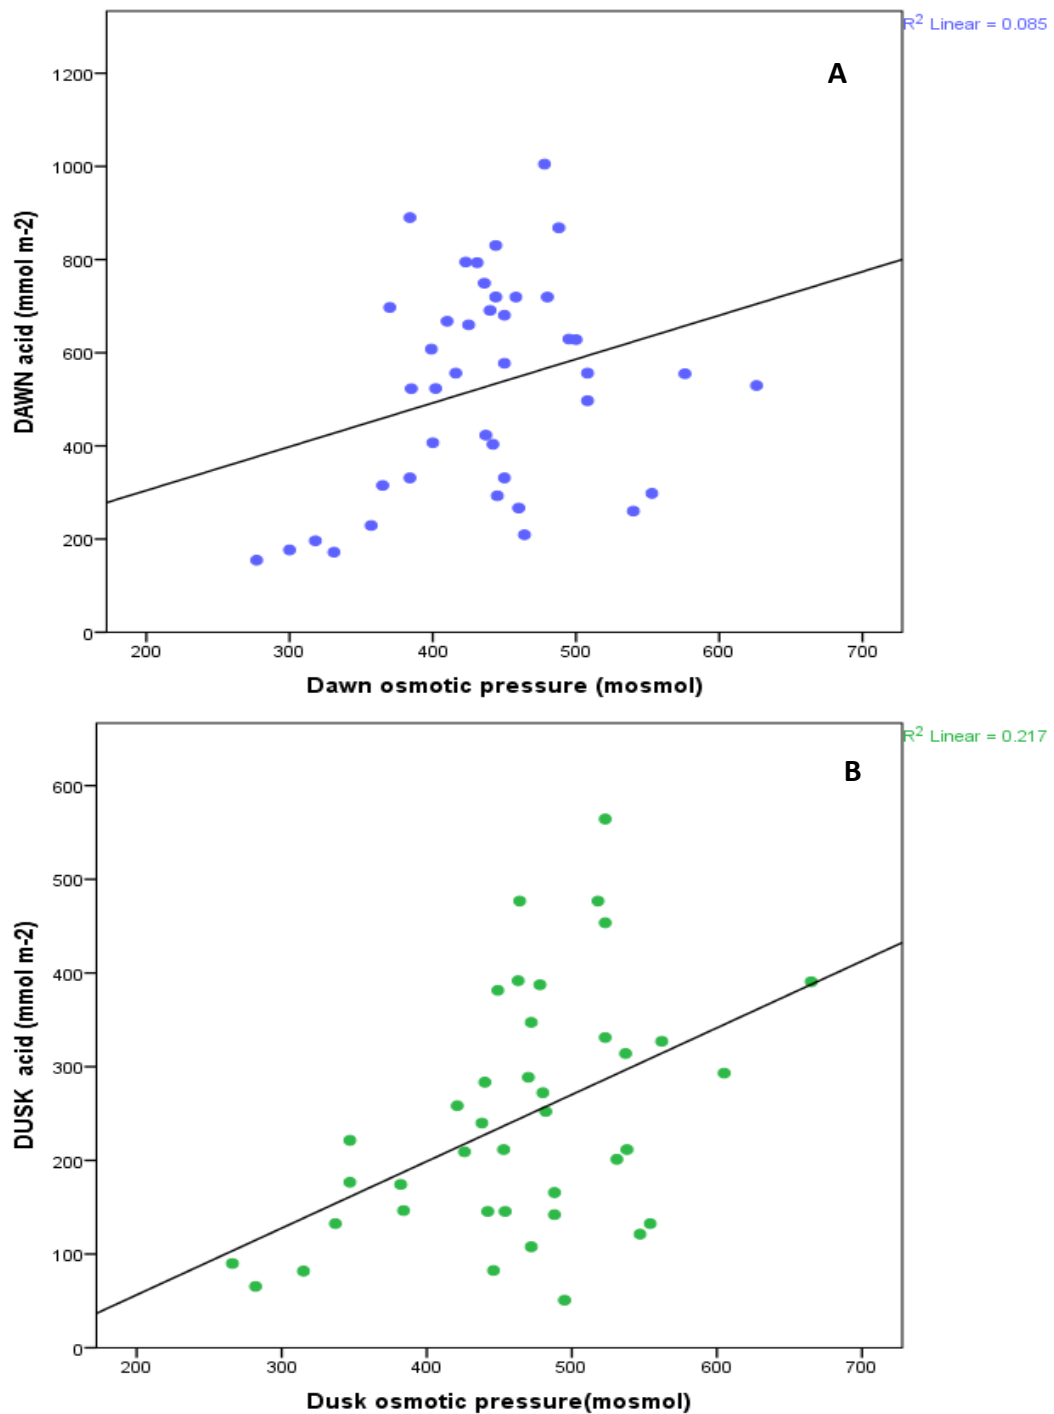 R2 Linear = 0.085
A
1200
1000
800
600
400
200
0
DAWN acid (mmol m-2)
200 300 400 500 600 700
Dawn osmotic pressure (mosmol)
R2 Linear = 0.217
B
600
500
400
300
200
100
0
DUSK acid (mmol m-2)
200 300 400 500 600 700
Dusk osmotic pressure(mosmol)